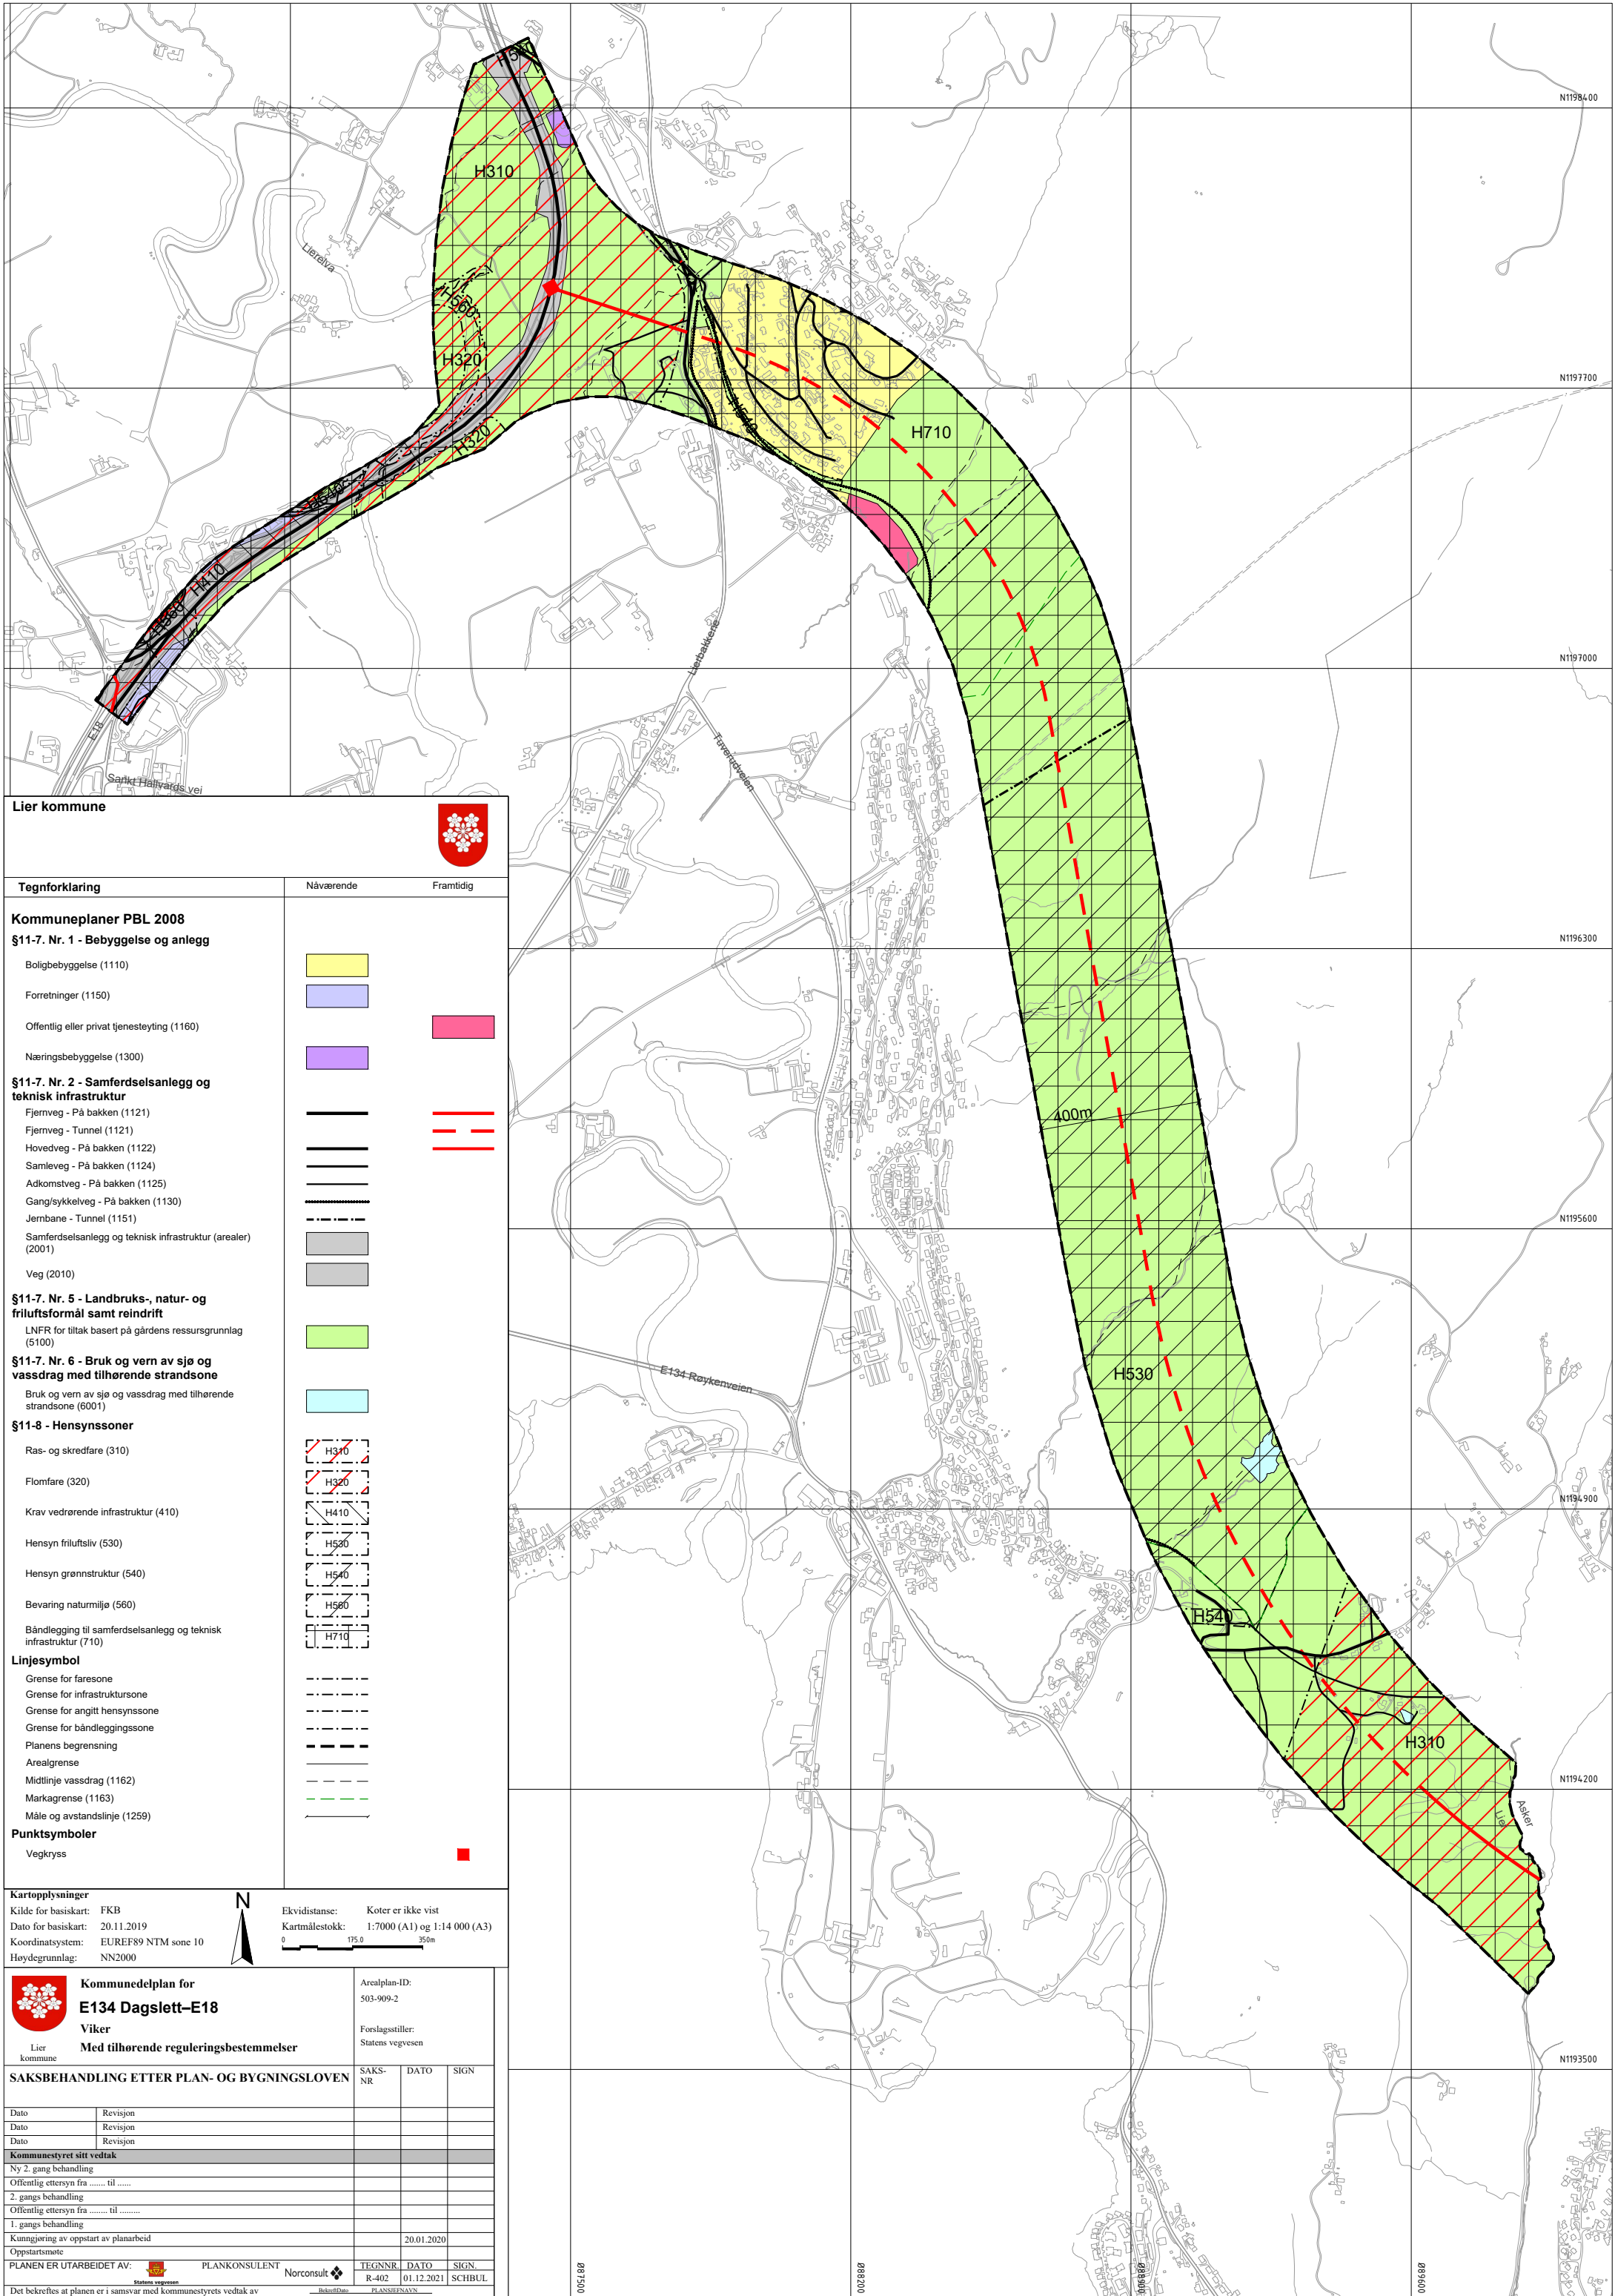 N1198400
H540
H310
Lierelva
H560
H320
N1197700
H540
H710
H320
H540
H410
H560
Lierbakkene
N1197000
E18
Tuverudveien
Sankt Hallvards vei
Lier kommune
Tegnforklaring Nåværende Framtidig
Kommuneplaner PBL 2008
§11-7. Nr. 1 - Bebyggelse og anlegg
Boligbebyggelse (1110)
Forretninger (1150)
Offentlig eller privat tjenesteyting (1160)
Næringsbebyggelse (1300)
§11-7. Nr. 2 - Samferdselsanlegg og
teknisk infrastruktur
Fjernveg - På bakken (1121)
Fjernveg - Tunnel (1121)
Hovedveg - På bakken (1122)
Samleveg - På bakken (1124)
Adkomstveg - På bakken (1125)
Gang/sykkelveg - På bakken (1130)
Jernbane - Tunnel (1151)
Samferdselsanlegg og teknisk infrastruktur (arealer)
(2001)
Veg (2010)
§11-7. Nr. 5 - Landbruks-, natur- og
friluftsformål samt reindrift
LNFR for tiltak basert på gårdens ressursgrunnlag
(5100)
§11-7. Nr. 6 - Bruk og vern av sjø og
vassdrag med tilhørende strandsone
Bruk og vern av sjø og vassdrag med tilhørende
strandsone (6001)
§11-8 - Hensynssoner
Ras- og skredfare (310) H310
Flomfare (320) H320
Krav vedrørende infrastruktur (410) H410
Hensyn friluftsliv (530) H530
Hensyn grønnstruktur (540) H540
Bevaring naturmiljø (560) H560
Båndlegging til samferdselsanlegg og teknisk
infrastruktur (710) H710
Linjesymbol
Grense for faresone
Grense for infrastruktursone
Grense for angitt hensynssone
Grense for båndleggingssone
Planens begrensning
Arealgrense
Midtlinje vassdrag (1162)
Markagrense (1163)
Måle og avstandslinje (1259)
Punktsymboler
Vegkryss
N1196300
400m
N1195600
E134 Røykenveien
H530
N1194900
H540
H310
N1194200
Asker
Lier
N1193500
Kartopplysninger
Kilde for basiskart: FKB
Dato for basiskart: 20.11.2019
Koordinatsystem: EUREF89 NTM sone 10
Høydegrunnlag: NN2000
N
Ekvidistanse: Koter er ikke vist
Kartmålestokk: 1:7000 (A1) og 1:14 000 (A3)
0 175.0 350m
Lier
kommune
Kommunedelplan for
E134 Dagslett–E18
Viker
Med tilhørende reguleringsbestemmelser
Arealplan-ID:
503-909-2
Forslagsstiller:
Statens vegvesen
SAKSBEHANDLING ETTER PLAN- OG BYGNINGSLOVEN SAKS-
NR DATO SIGN
Dato Revisjon
Dato Revisjon
Dato Revisjon
Kommunestyret sitt vedtak
Ny 2. gang behandling
Offentlig ettersyn fra ....... til ......
2. gangs behandling
Offentlig ettersyn fra ........ til .........
1. gangs behandling
Kunngjøring av oppstart av planarbeid 20.01.2020
Oppstartsmøte
PLANEN ER UTARBEIDET AV: Statens vegvesen PLANKONSULENT Norconsult
TEGNNR. DATO SIGN.
R-402 01.12.2021 SCHBUL
Det bekreftes at planen er i samsvar med kommunestyrets vedtak av BekreftDato PLANSJEFNAVN
Ø87500
Ø88200
Ø88900
Ø89600